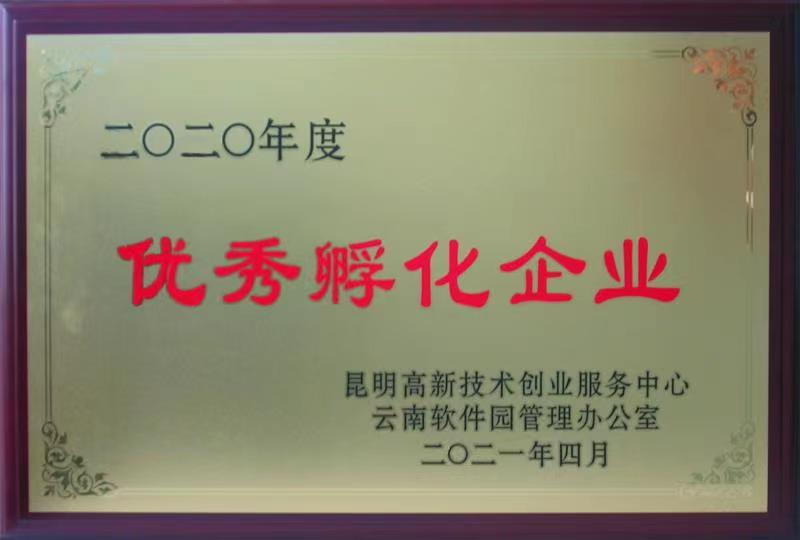 二〇二〇年度
优秀孵化企业
昆明高新技术创业服务中心
云南软件园管理办公室
二〇二一年四月